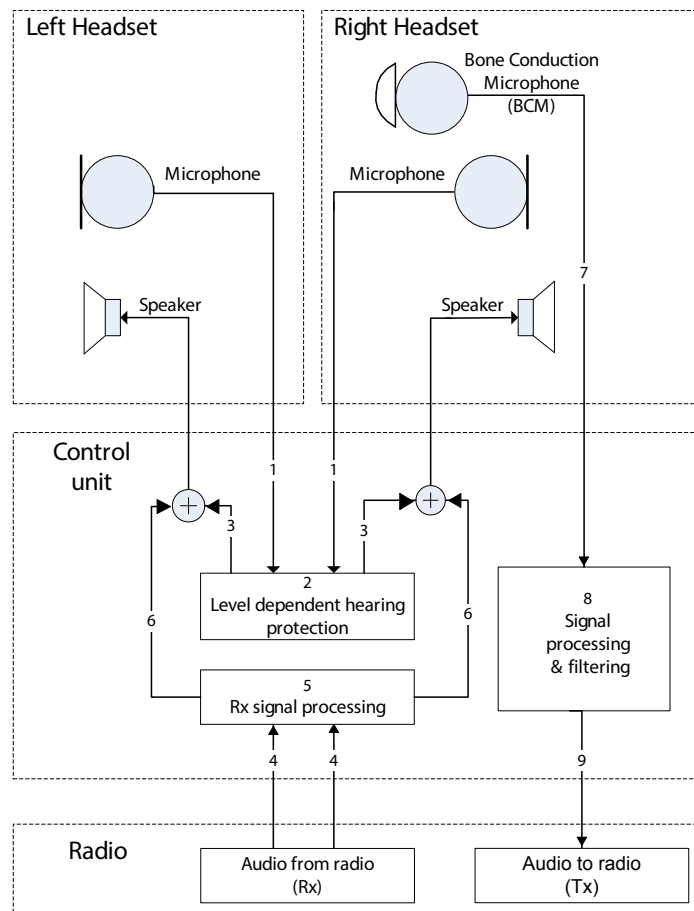 Left Headset
Right Headset
Bone Conduction
Microphone
(BCM)
Microphone
Microphone
7
Speaker
Speaker
Control
unit
1
1
3
3
2
Level dependent hearing
protection
6
6
8
Signal
processing
& filtering
5
Rx signal processing
4
4
9
Radio
Audio from radio
(Rx)
Audio to radio
(Tx)